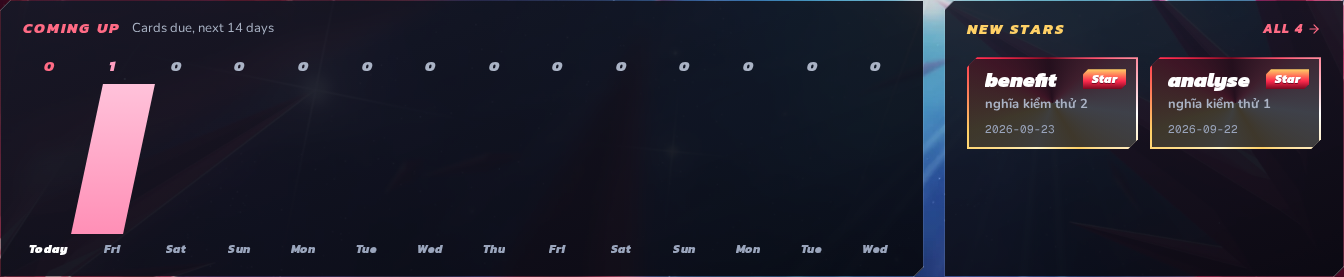 COMING UP Cards due, next 14 days
0 1 0 0 0 0 0 0 0 0 0 0 0 0
Today Fri Sat Sun Mon Tue Wed Thu Fri Sat Sun Mon Tue Wed
NEW STARS ALL 4 →
benefit Star
nghĩa kiểm thử 2
2026-09-23
analyse Star
nghĩa kiểm thử 1
2026-09-22